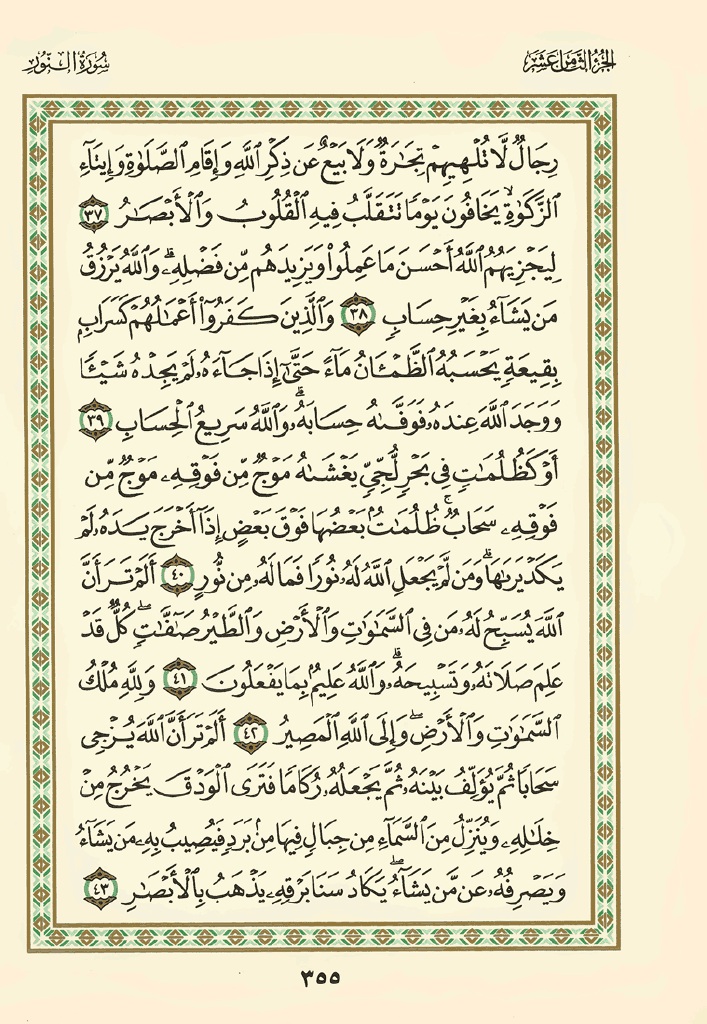 الجزء الثامن عشر
سورة النور
رِجَالٌ لَّا تُلْهِيهِمْ تِجَٰرَةٌ وَلَا بَيْعٌ عَن ذِكْرِ ٱللَّهِ وَإِقَامِ ٱلصَّلَوٰةِ وَإِيتَآءِ
ٱلزَّكَوٰةِ ۙ يَخَافُونَ يَوْمًا تَتَقَلَّبُ فِيهِ ٱلْقُلُوبُ وَٱلْأَبْصَٰرُ ٣٧
لِيَجْزِيَهُمُ ٱللَّهُ أَحْسَنَ مَا عَمِلُوا۟ وَيَزِيدَهُم مِّن فَضْلِهِۦ ۗ وَٱللَّهُ يَرْزُقُ
مَن يَشَآءُ بِغَيْرِ حِسَابٍ ٣٨ وَٱلَّذِينَ كَفَرُوٓا۟ أَعْمَٰلُهُمْ كَسَرَابٍۭ
بِقِيعَةٍ يَحْسَبُهُ ٱلظَّمْـَٔانُ مَآءً حَتَّىٰٓ إِذَا جَآءَهُۥ لَمْ يَجِدْهُ شَيْـًٔا
وَوَجَدَ ٱللَّهَ عِندَهُۥ فَوَفَّىٰهُ حِسَابَهُۥ ۗ وَٱللَّهُ سَرِيعُ ٱلْحِسَابِ ٣٩
أَوْ كَظُلُمَٰتٍ فِى بَحْرٍ لُّجِّىٍّ يَغْشَىٰهُ مَوْجٌ مِّن فَوْقِهِۦ مَوْجٌ مِّن
فَوْقِهِۦ سَحَابٌ ۚ ظُلُمَٰتٌۢ بَعْضُهَا فَوْقَ بَعْضٍ إِذَآ أَخْرَجَ يَدَهُۥ لَمْ
يَكَدْ يَرَىٰهَا ۗ وَمَن لَّمْ يَجْعَلِ ٱللَّهُ لَهُۥ نُورًا فَمَا لَهُۥ مِن نُّورٍ ٤٠ أَلَمْ تَرَ أَنَّ
ٱللَّهَ يُسَبِّحُ لَهُۥ مَن فِى ٱلسَّمَٰوَٰتِ وَٱلْأَرْضِ وَٱلطَّيْرُ صَٰٓفَّٰتٍ ۖ كُلٌّ قَدْ
عَلِمَ صَلَاتَهُۥ وَتَسْبِيحَهُۥ ۗ وَٱللَّهُ عَلِيمٌۢ بِمَا يَفْعَلُونَ ٤١ وَلِلَّهِ مُلْكُ
ٱلسَّمَٰوَٰتِ وَٱلْأَرْضِ ۖ وَإِلَى ٱللَّهِ ٱلْمَصِيرُ ٤٢ أَلَمْ تَرَ أَنَّ ٱللَّهَ يُزْجِى
سَحَابًا ثُمَّ يُؤَلِّفُ بَيْنَهُۥ ثُمَّ يَجْعَلُهُۥ رُكَامًا فَتَرَى ٱلْوَدْقَ يَخْرُجُ مِنْ
خِلَٰلِهِۦ وَيُنَزِّلُ مِنَ ٱلسَّمَآءِ مِن جِبَالٍ فِيهَا مِنۢ بَرَدٍ فَيُصِيبُ بِهِۦ مَن يَشَآءُ
وَيَصْرِفُهُۥ عَن مَّن يَشَآءُ ۖ يَكَادُ سَنَا بَرْقِهِۦ يَذْهَبُ بِٱلْأَبْصَٰرِ ٤٣
٣٥٥